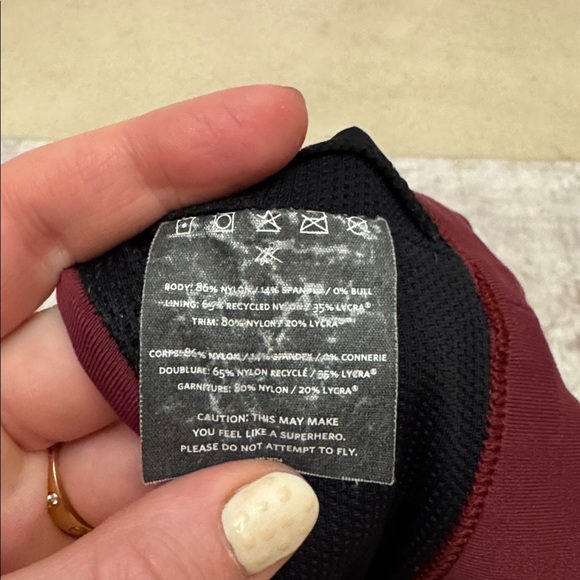 BODY: 86% NYLON / 14% SPANDEX / 0% BULL
LINING: 65% RECYCLED NYLON / 35% LYCRA®
TRIM: 80% NYLON / 20% LYCRA®
CORPS: 86% NYLON / 14% SPANDEX / 0% CONNERIE
DOUBLURE: 65% NYLON RECYCLÉ / 35% LYCRA®
GARNITURE: 80% NYLON / 20% LYCRA®
CAUTION: THIS MAY MAKE
YOU FEEL LIKE A SUPERHERO.
PLEASE DO NOT ATTEMPT TO FLY.